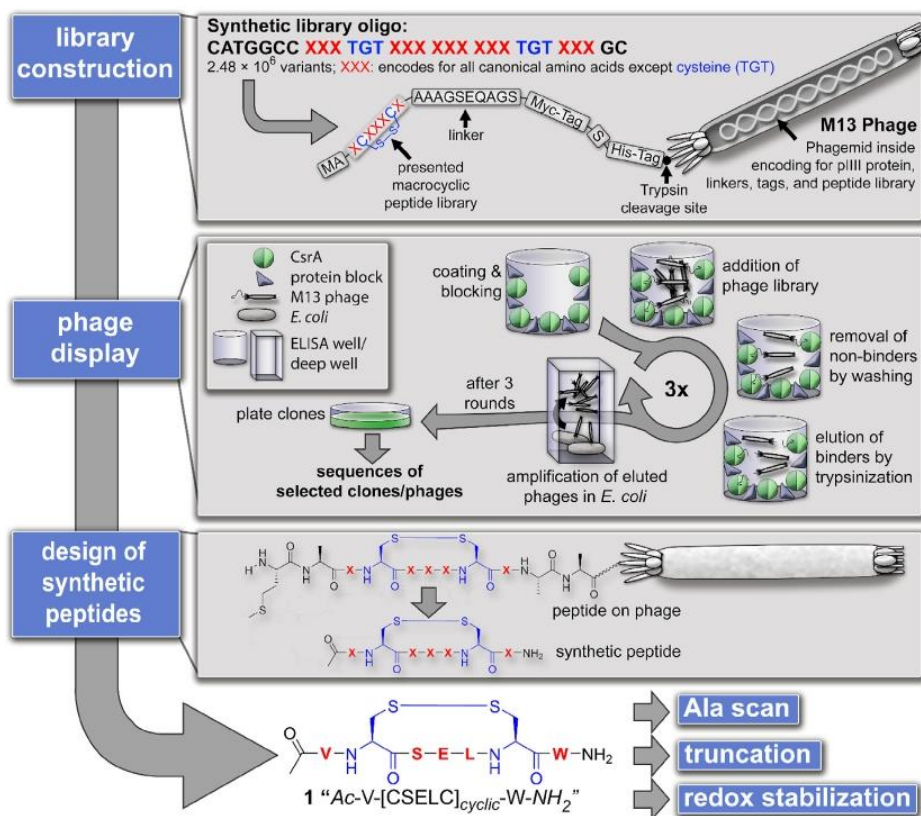 library
construction
Synthetic library oligo:
CATGGCC XXX TGT XXX XXX XXX TGT XXX GC
2.48 × 10⁶ variants; XXX: encodes for all canonical amino acids except cysteine (TGT)
MA
XCXXXCX
S-S
AAAGSEQAGS
Myc-Tag
S
His-Tag
linker
presented
macrocyclic
peptide library
Trypsin
cleavage site
M13 Phage
Phagemid inside
encoding for pIII protein,
linkers, tags, and peptide library
phage
display
CsrA
protein block
M13 phage
E. coli
ELISA well/
deep well
coating &
blocking
addition of
phage library
removal of
non-binders
by washing
elution of
binders by
trypsinization
3x
amplification of eluted
phages in E. coli
after 3
rounds
plate clones
sequences of
selected clones/phages
design of
synthetic
peptides
S S
H O O
H N N X NH X X X N X N N
H H H
O O O O
S
peptide on phage
S S
O H
X NH X X X N X NH₂
O O
synthetic peptide
S S
O H
V NH S E L N W NH₂
O O
1 "Ac-V-[CSELC]cyclic-W-NH₂"
Ala scan
truncation
redox stabilization